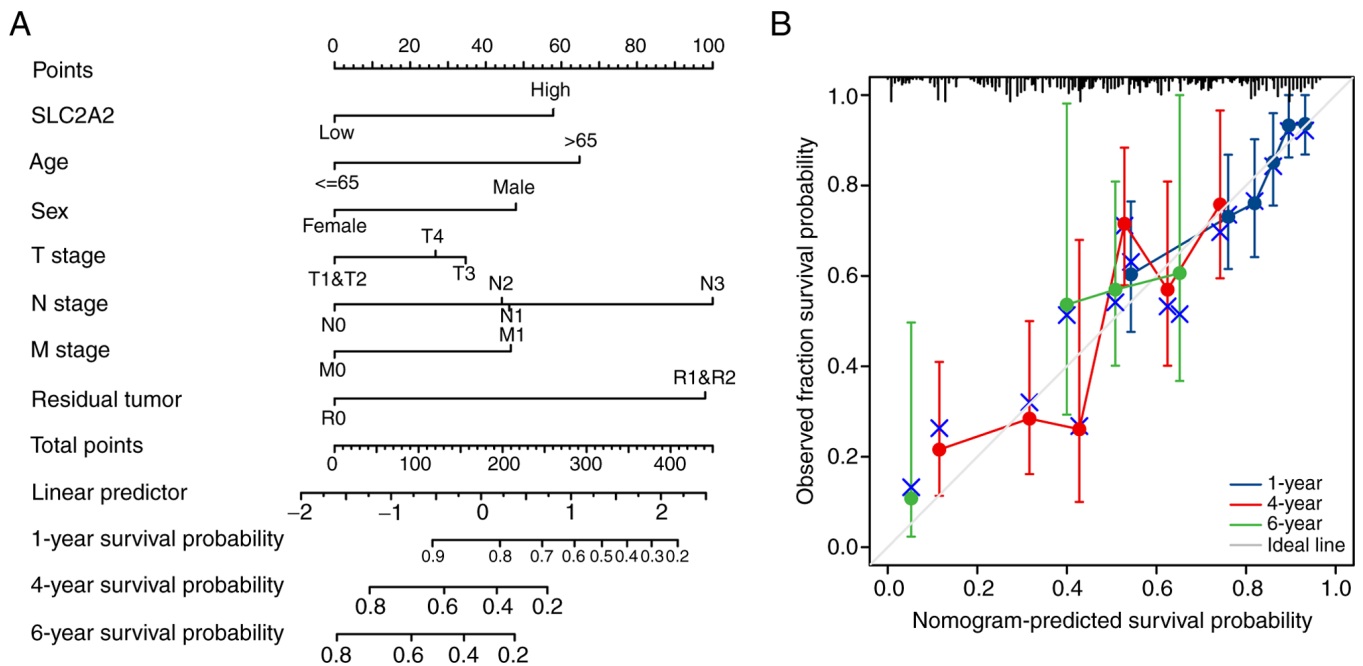 A
0 20 40 60 80 100
Points
High
SLC2A2
Low
>65
Age
<=65
Male
Sex
Female
T4
T stage
T1&T2 T3
N2 N3
N stage
N0 N1
M1
M stage
M0
R1&R2
Residual tumor
R0
Total points
0 100 200 300 400
Linear predictor
−2 −1 0 1 2
1-year survival probability
0.9 0.8 0.7 0.6 0.5 0.4 0.3 0.2
4-year survival probability
0.8 0.6 0.4 0.2
6-year survival probability
0.8 0.6 0.4 0.2
B
Observed fraction survival probability
1.0
0.8
0.6
0.4
0.2
0.0
1-year
4-year
6-year
Ideal line
0.0 0.2 0.4 0.6 0.8 1.0
Nomogram-predicted survival probability